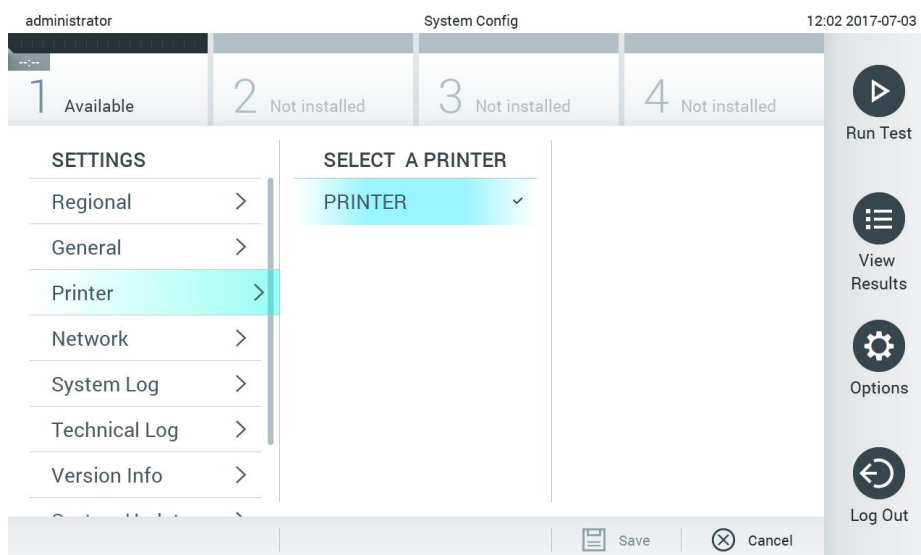 administrator
System Config
12:02 2017-07-03
--:--
1 Available
2 Not installed
3 Not installed
4 Not installed
Run Test
View
Results
Options
Log Out
SETTINGS
Regional
General
Printer
Network
System Log
Technical Log
Version Info
SELECT A PRINTER
PRINTER
Save
Cancel